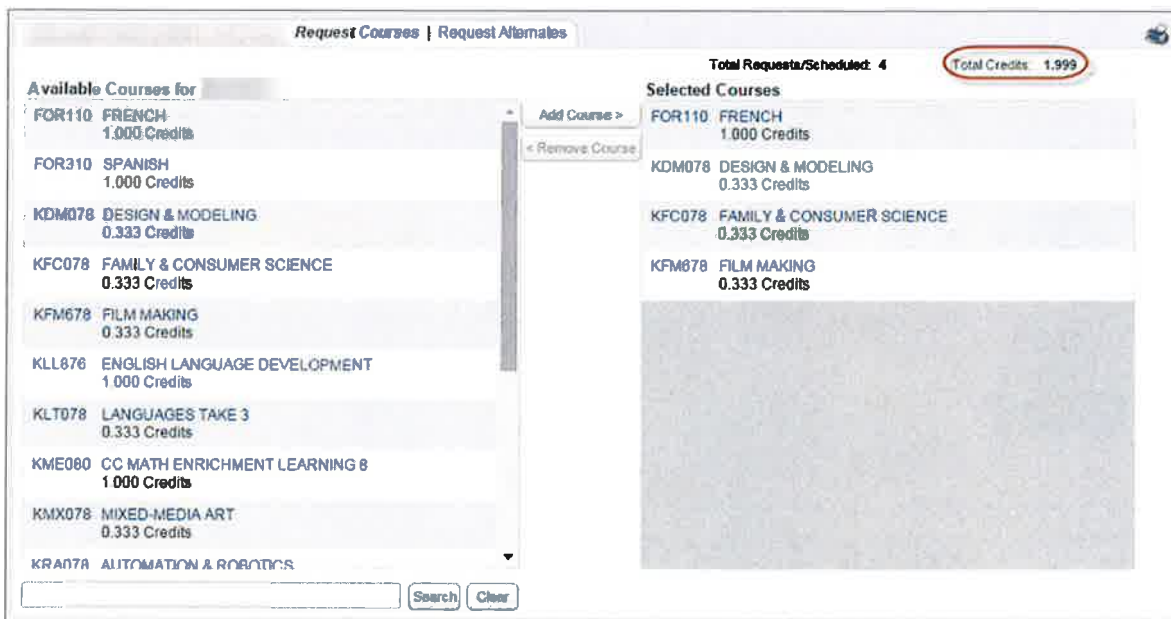 Request Courses | Request Alternates
Total Requests/Scheduled: 4
Total Credits: 1.999
Available Courses for
FOR110 FRENCH
1.000 Credits
FOR310 SPANISH
1.000 Credits
KDM078 DESIGN & MODELING
0.333 Credits
KFC078 FAMILY & CONSUMER SCIENCE
0.333 Credits
KFM678 FILM MAKING
0.333 Credits
KLL876 ENGLISH LANGUAGE DEVELOPMENT
1.000 Credits
KLT078 LANGUAGES TAKE 3
0.333 Credits
KME080 CC MATH ENRICHMENT LEARNING 8
1.000 Credits
KMX078 MIXED-MEDIA ART
0.333 Credits
KRA078 AUTOMATION & ROBOTICS
Search
Clear
Add Course >
< Remove Course
Selected Courses
FOR110 FRENCH
1.000 Credits
KDM078 DESIGN & MODELING
0.333 Credits
KFC078 FAMILY & CONSUMER SCIENCE
0.333 Credits
KFM678 FILM MAKING
0.333 Credits